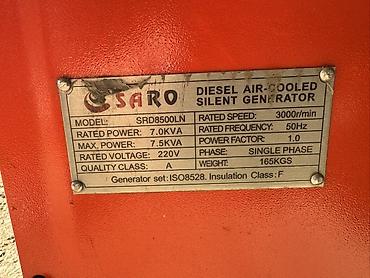 SARO DIESEL AIR-COOLED
SILENT GENERATOR
MODEL: SRD8500LN RATED SPEED: 3000r/min
RATED POWER: 7.0KVA RATED FREQUENCY: 50Hz
MAX, POWER: 7.5KVA POWER FACTOR: 1.0
RATED VOLTAGE: 220V PHASE: SINGLE PHASE
QUALITY CLASS: A WEIGHT: 165KGS
Generator set: ISO8528. Insulation Class: F